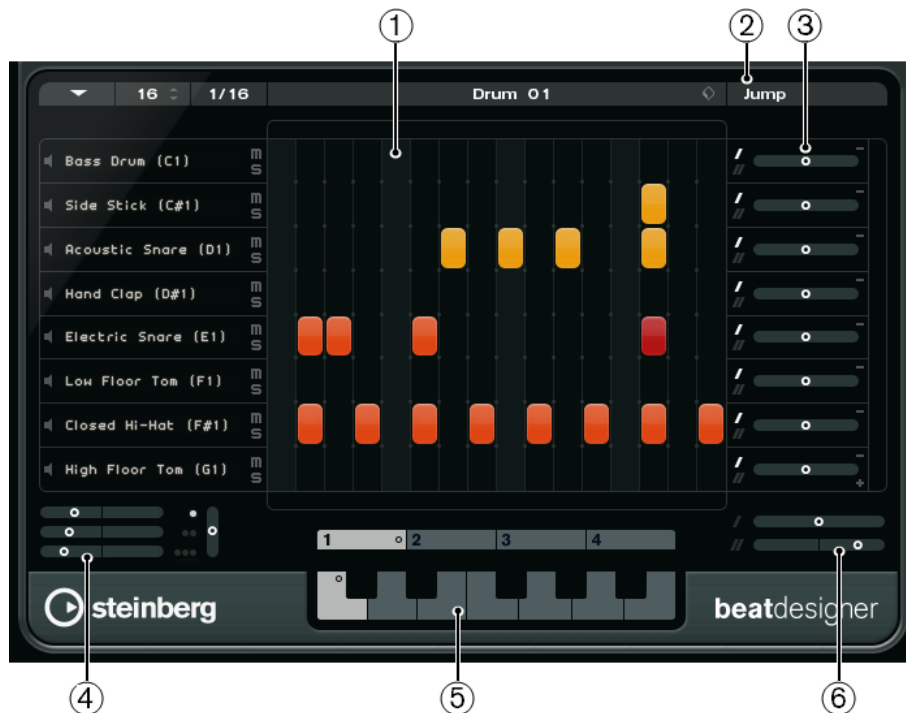 1 2 3
16 1/16 Drum 01 Jump
Bass Drum (C1) m s
Side Stick (C#1) m s
Acoustic Snare (D1) m s
Hand Clap (D#1) m s
Electric Snare (E1) m s
Low Floor Tom (F1) m s
Closed Hi-Hat (F#1) m s
High Floor Tom (G1) m s
1 2 3 4
steinberg beatdesigner
4 5 6